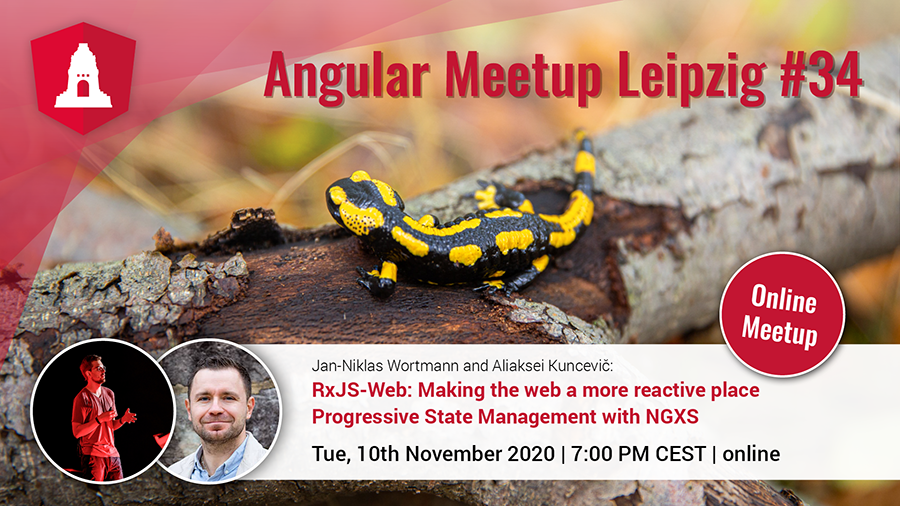 Angular Meetup Leipzig #34
Online
Meetup
Jan-Niklas Wortmann and Aliaksei Kuncevič:
RxJS-Web: Making the web a more reactive place
Progressive State Management with NGXS
Tue, 10th November 2020 | 7:00 PM CEST | online